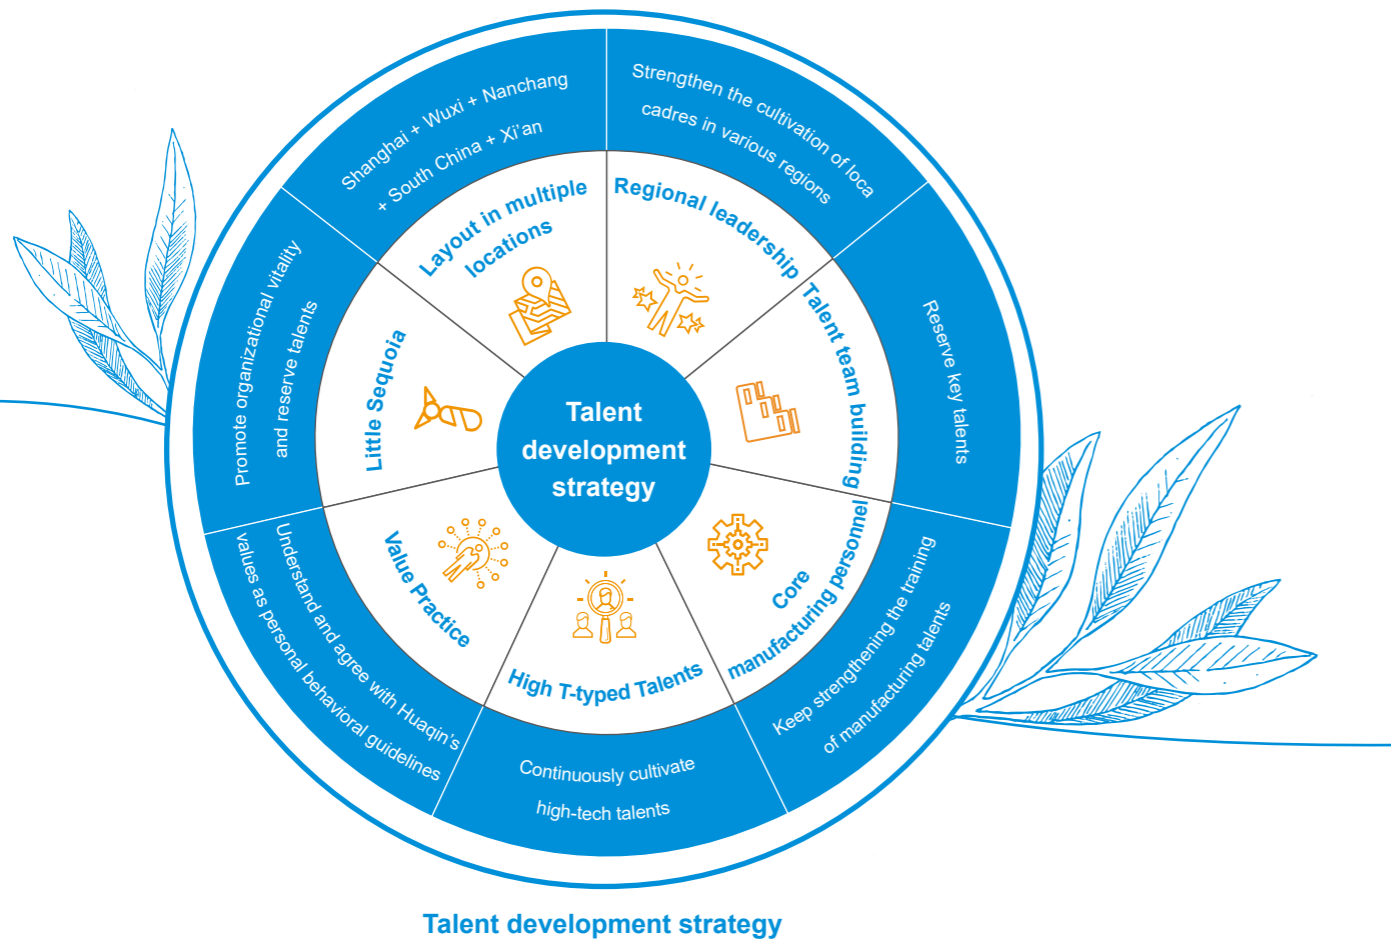 Shanghai + Wuxi + Nanchang
+ South China + Xi'an
Layout in multiple
locations
Strengthen the cultivation of loca
cadres in various regions
Regional leadership
Reserve key talents
Talent team building
Keep strengthening the training
of manufacturing talents
Core
manufacturing personnel
Continuously cultivate
high-tech talents
High T-typed Talents
Understand and agree with Huaqin's
values as personal behavioral guidelines
Value Practice
Promote organizational vitality
and reserve talents
Little Sequoia
Talent
development
strategy
Talent development strategy